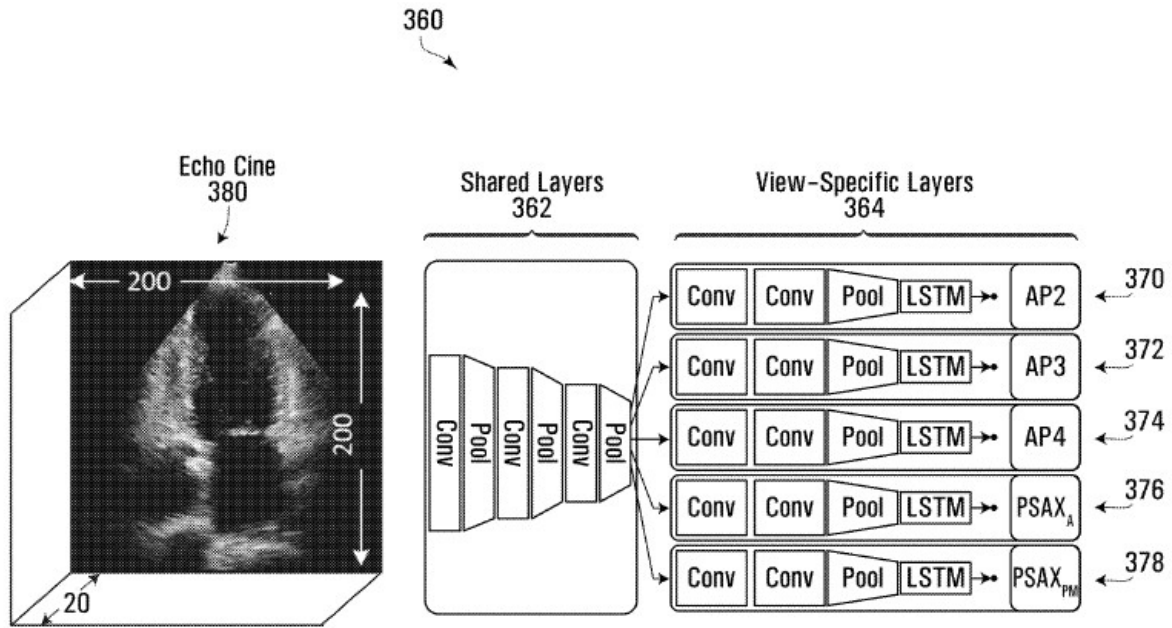 360
Echo Cine
380
Shared Layers
362
View-Specific Layers
364
200
200
20
Conv
Pool
Conv
Pool
Conv
Pool
Conv Conv Pool LSTM AP2 370
Conv Conv Pool LSTM AP3 372
Conv Conv Pool LSTM AP4 374
Conv Conv Pool LSTM PSAX_A 376
Conv Conv Pool LSTM PSAX_PM 378